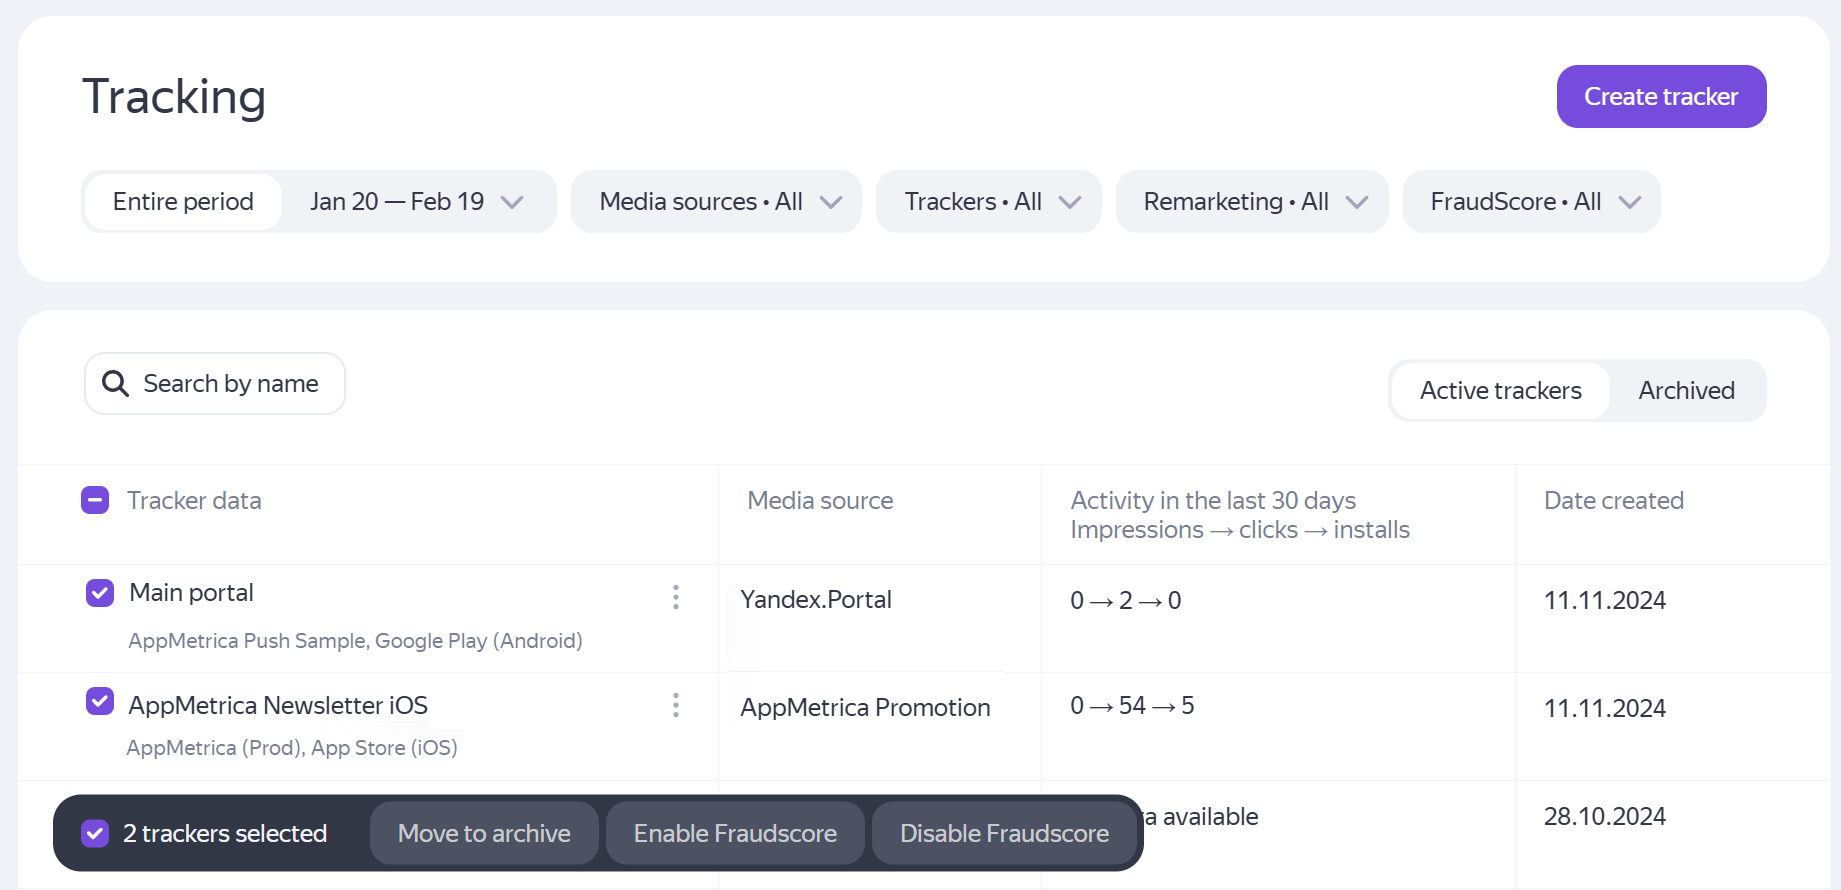 Tracking
Create tracker
Entire period
Jan 20 — Feb 19
Media sources • All
Trackers • All
Remarketing • All
FraudScore • All
Search by name
Active trackers
Archived
Tracker data
Media source
Activity in the last 30 days
Impressions → clicks → installs
Date created
Main portal
AppMetrica Push Sample, Google Play (Android)
Yandex.Portal
0 → 2 → 0
11.11.2024
AppMetrica Newsletter iOS
AppMetrica (Prod), App Store (iOS)
AppMetrica Promotion
0 → 54 → 5
11.11.2024
2 trackers selected
Move to archive
Enable Fraudscore
Disable Fraudscore
available
28.10.2024